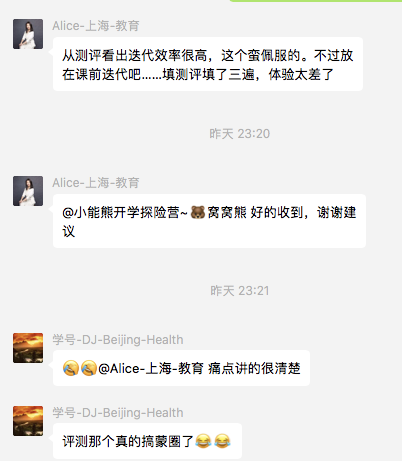 Alice-上海-教育
从测评看出迭代效率很高，这个蛮佩服的。不过放
在课前迭代吧……填测评填了三遍，体验太差了
昨天 23:20
Alice-上海-教育
@小能熊开学探险营~🐻窝窝熊 好的收到，谢谢建
议
昨天 23:21
学号-DJ-Beijing-Health
@Alice-上海-教育 痛点讲的很清楚
学号-DJ-Beijing-Health
评测那个真的搞蒙圈了😂😂